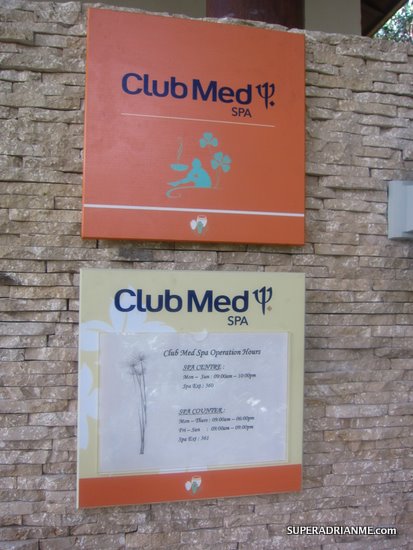 Club Med
SPA
Club Med
SPA
Club Med Spa Operation Hours
SPA CENTRE :
Mon – Sun : 09:00am – 10:00pm
Spa Ext : 360
SPA COUNTER :
Mon – Thurs : 09:00am – 06:00pm
Fri – Sun : 09:00am – 09:00pm
Spa Ext : 361
SUPERADRIANME.COM